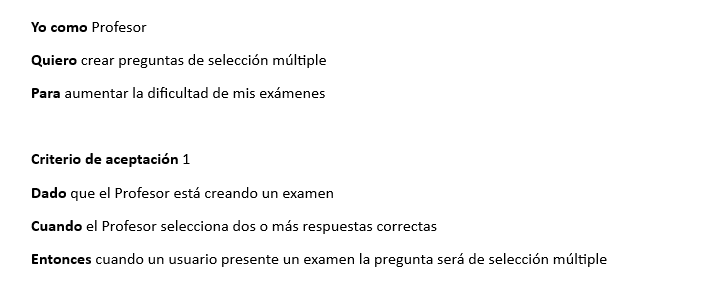 Yo como Profesor
Quiero crear preguntas de selección múltiple
Para aumentar la dificultad de mis exámenes
Criterio de aceptación 1
Dado que el Profesor está creando un examen
Cuando el Profesor selecciona dos o más respuestas correctas
Entonces cuando un usuario presente un examen la pregunta será de selección múltiple